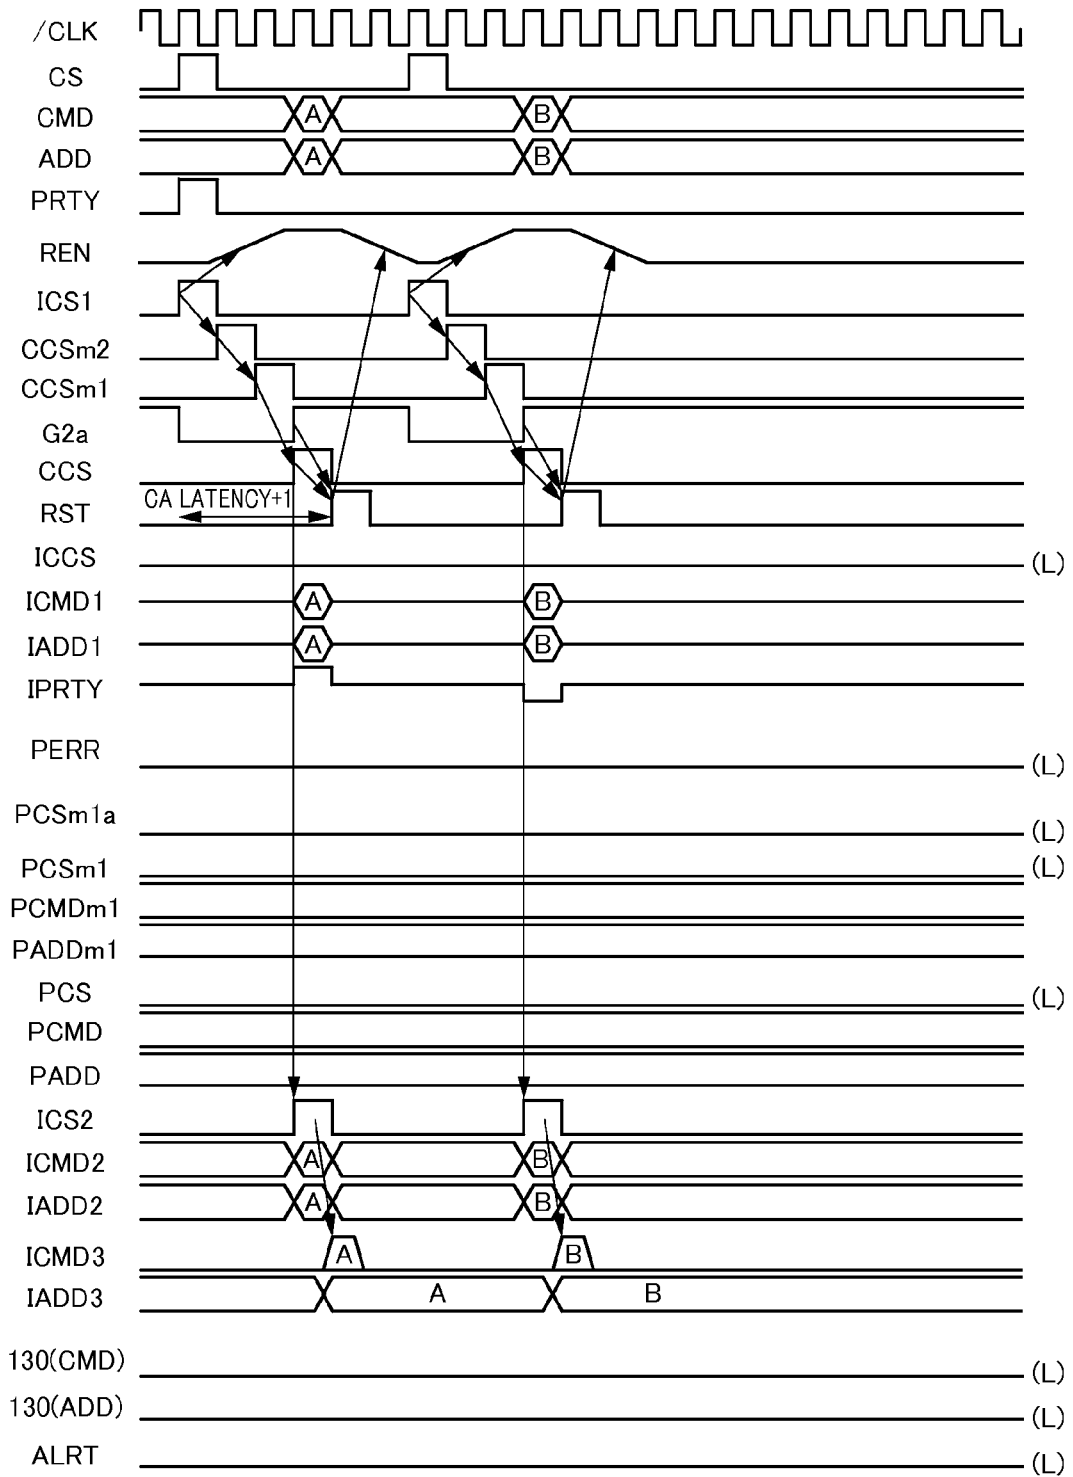 /CLK
CS
CMD A B
ADD A B
PRTY
REN
ICS1
CCSm2
CCSm1
G2a
CCS
CA LATENCY+1
RST
ICCS (L)
ICMD1 A B
IADD1 A B
IPRTY
PERR (L)
PCSm1a (L)
PCSm1 (L)
PCMDm1
PADDm1
PCS (L)
PCMD
PADD
ICS2
ICMD2 A B
IADD2 A B
ICMD3 A B
IADD3 A B
130(CMD) (L)
130(ADD) (L)
ALRT (L)